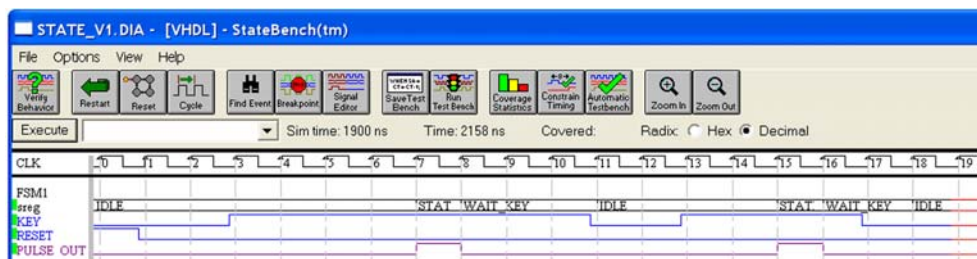 STATE_V1.DIA - [VHDL] - StateBench(tm)
File Options View Help
Verify Behavior Restart Reset Cycle Find Event Breakpoint Signal Editor SaveTest Bench Run Test Bench Coverage Statistics Constrain Timing Automatic Testbench Zoom In Zoom Out
Execute Sim time: 1900 ns Time: 2158 ns Covered: Radix: Hex Decimal
CLK 0 1 2 3 4 5 6 7 8 9 10 11 12 13 14 15 16 17 18 19
FSM1
sreg IDLE STAT WAIT_KEY IDLE STAT. WAIT_KEY IDLE
KEY
RESET
PULSE OUT